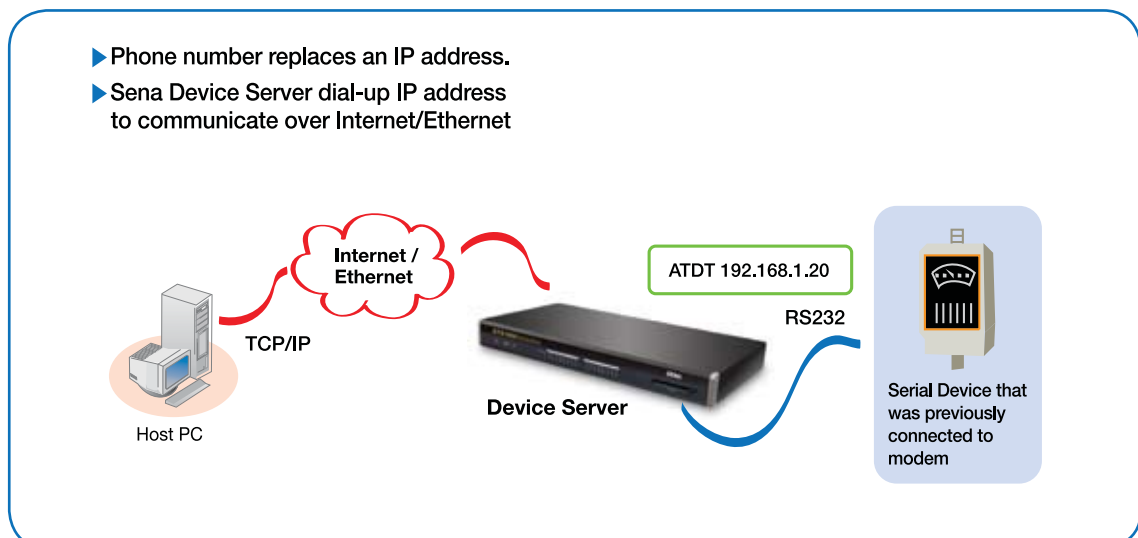 Phone number replaces an IP address.
Sena Device Server dial-up IP address
to communicate over Internet/Ethernet
Internet /
Ethernet
ATDT 192.168.1.20
RS232
TCP/IP
Device Server
Host PC
Serial Device that
was previously
connected to
modem